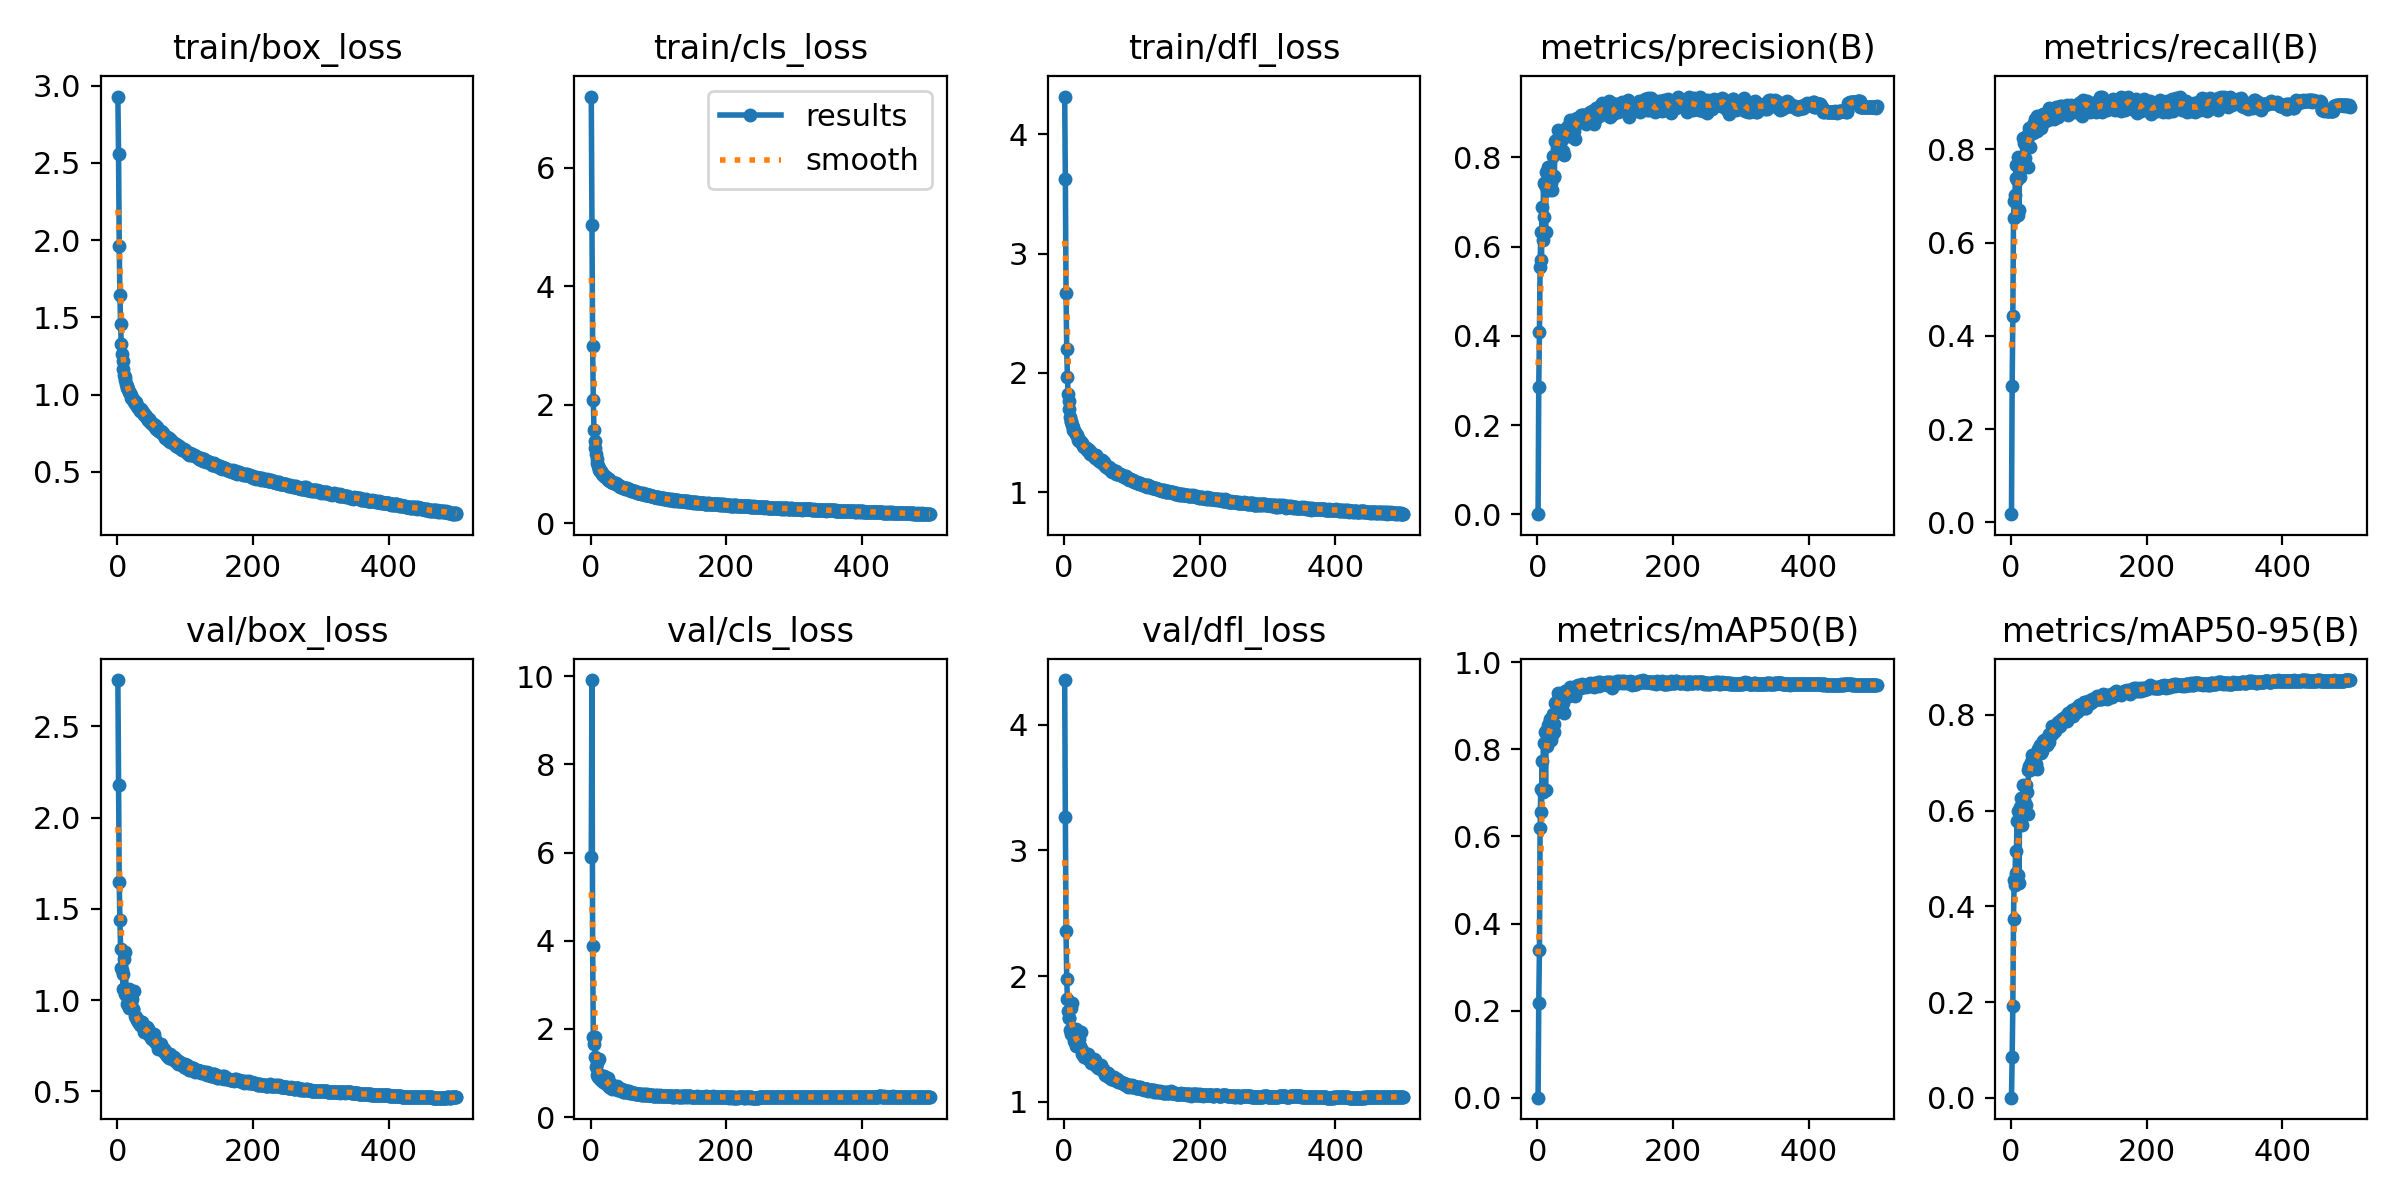 train/box_loss
3.0
2.5
2.0
1.5
1.0
0.5
0 200 400
train/cls_loss
results
smooth
6
4
2
0
0 200 400
train/dfl_loss
4
3
2
1
0 200 400
metrics/precision(B)
0.8
0.6
0.4
0.2
0.0
0 200 400
metrics/recall(B)
0.8
0.6
0.4
0.2
0.0
0 200 400
val/box_loss
2.5
2.0
1.5
1.0
0.5
0 200 400
val/cls_loss
10
8
6
4
2
0
0 200 400
val/dfl_loss
4
3
2
1
0 200 400
metrics/mAP50(B)
1.0
0.8
0.6
0.4
0.2
0.0
0 200 400
metrics/mAP50-95(B)
0.8
0.6
0.4
0.2
0.0
0 200 400